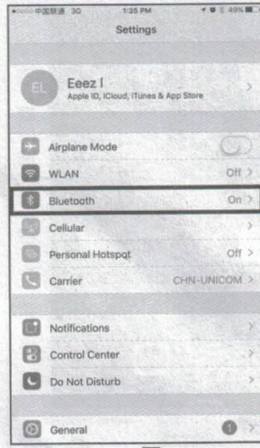 中国联通 3G 1:35 PM 49%
Settings
EL
Eeez I
Apple ID, iCloud, iTunes & App Store
Airplane Mode
WLAN Off
Bluetooth On
Cellular
Personal Hotspot Off
Carrier CHN-UNICOM
Notifications
Control Center
Do Not Disturb
General 1